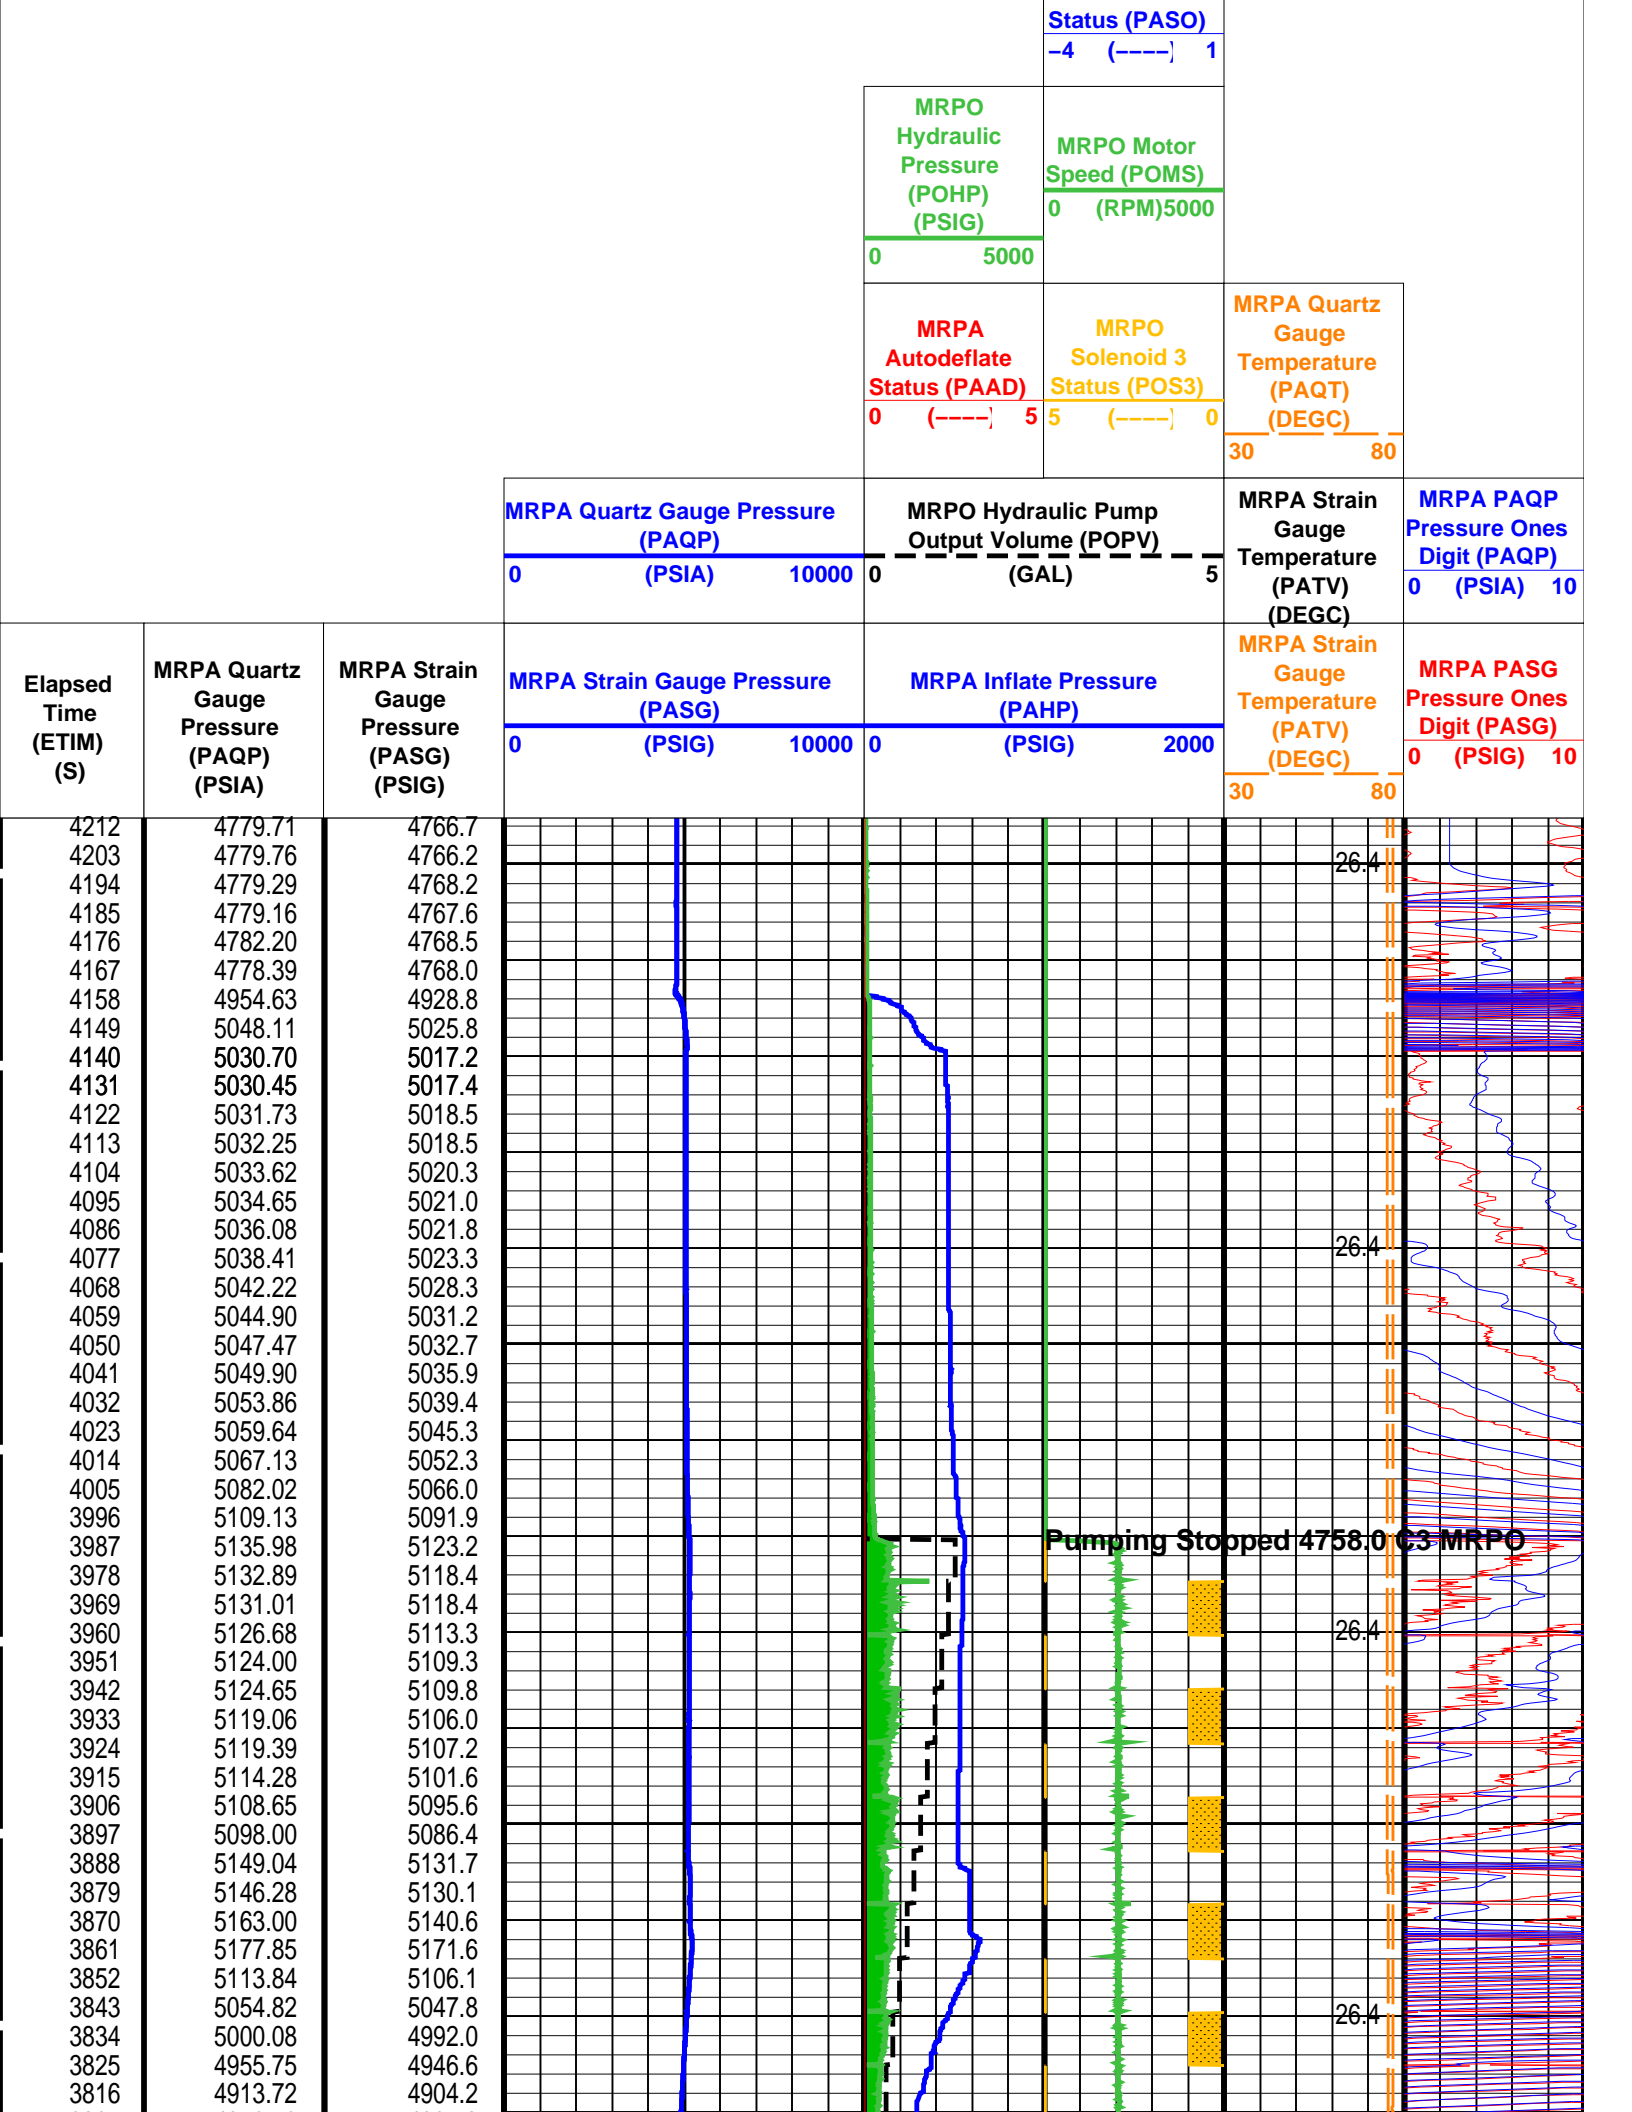 Status (PASO)
−4 (−−−−) 1
MRPO
Hydraulic
Pressure
(POHP)
(PSIG)
0 5000
MRPO Motor
Speed (POMS)
0 (RPM)5000
MRPA
Autodeflate
Status (PAAD)
0 (−−−−) 5
MRPO
Solenoid 3
Status (POS3)
5 (−−−−) 0
MRPA Quartz
Gauge
Temperature
(PAQT)
(DEGC)
30 80
MRPA Quartz Gauge Pressure
(PAQP)
0 (PSIA) 10000
MRPO Hydraulic Pump
Output Volume (POPV)
0 (GAL) 5
MRPA Strain
Gauge
Temperature
(PATV)
(DEGC)
MRPA PAQP
Pressure Ones
Digit (PAQP)
0 (PSIA) 10
Elapsed
Time
(ETIM)
(S)
MRPA Quartz
Gauge
Pressure
(PAQP)
(PSIA)
MRPA Strain
Gauge
Pressure
(PASG)
(PSIG)
MRPA Strain Gauge Pressure
(PASG)
0 (PSIG) 10000
MRPA Inflate Pressure
(PAHP)
0 (PSIG) 2000
MRPA Strain
Gauge
Temperature
(PATV)
(DEGC)
30 80
MRPA PASG
Pressure Ones
Digit (PASG)
0 (PSIG) 10
4212 4779.71 4766.7
4203 4779.76 4766.2 26.4
4194 4779.29 4768.2
4185 4779.16 4767.6
4176 4782.20 4768.5
4167 4778.39 4768.0
4158 4954.63 4928.8
4149 5048.11 5025.8
4140 5030.70 5017.2
4131 5030.45 5017.4
4122 5031.73 5018.5
4113 5032.25 5018.5
4104 5033.62 5020.3
4095 5034.65 5021.0
4086 5036.08 5021.8
4077 5038.41 5023.3 26.4
4068 5042.22 5028.3
4059 5044.90 5031.2
4050 5047.47 5032.7
4041 5049.90 5035.9
4032 5053.86 5039.4
4023 5059.64 5045.3
4014 5067.13 5052.3
4005 5082.02 5066.0
3996 5109.13 5091.9
3987 5135.98 5123.2 Pumping Stopped 4758.0 C3 MRPO
3978 5132.89 5118.4
3969 5131.01 5118.4
3960 5126.68 5113.3 26.4
3951 5124.00 5109.3
3942 5124.65 5109.8
3933 5119.06 5106.0
3924 5119.39 5107.2
3915 5114.28 5101.6
3906 5108.65 5095.6
3897 5098.00 5086.4
3888 5149.04 5131.7
3879 5146.28 5130.1
3870 5163.00 5140.6
3861 5177.85 5171.6
3852 5113.84 5106.1
3843 5054.82 5047.8 26.4
3834 5000.08 4992.0
3825 4955.75 4946.6
3816 4913.72 4904.2